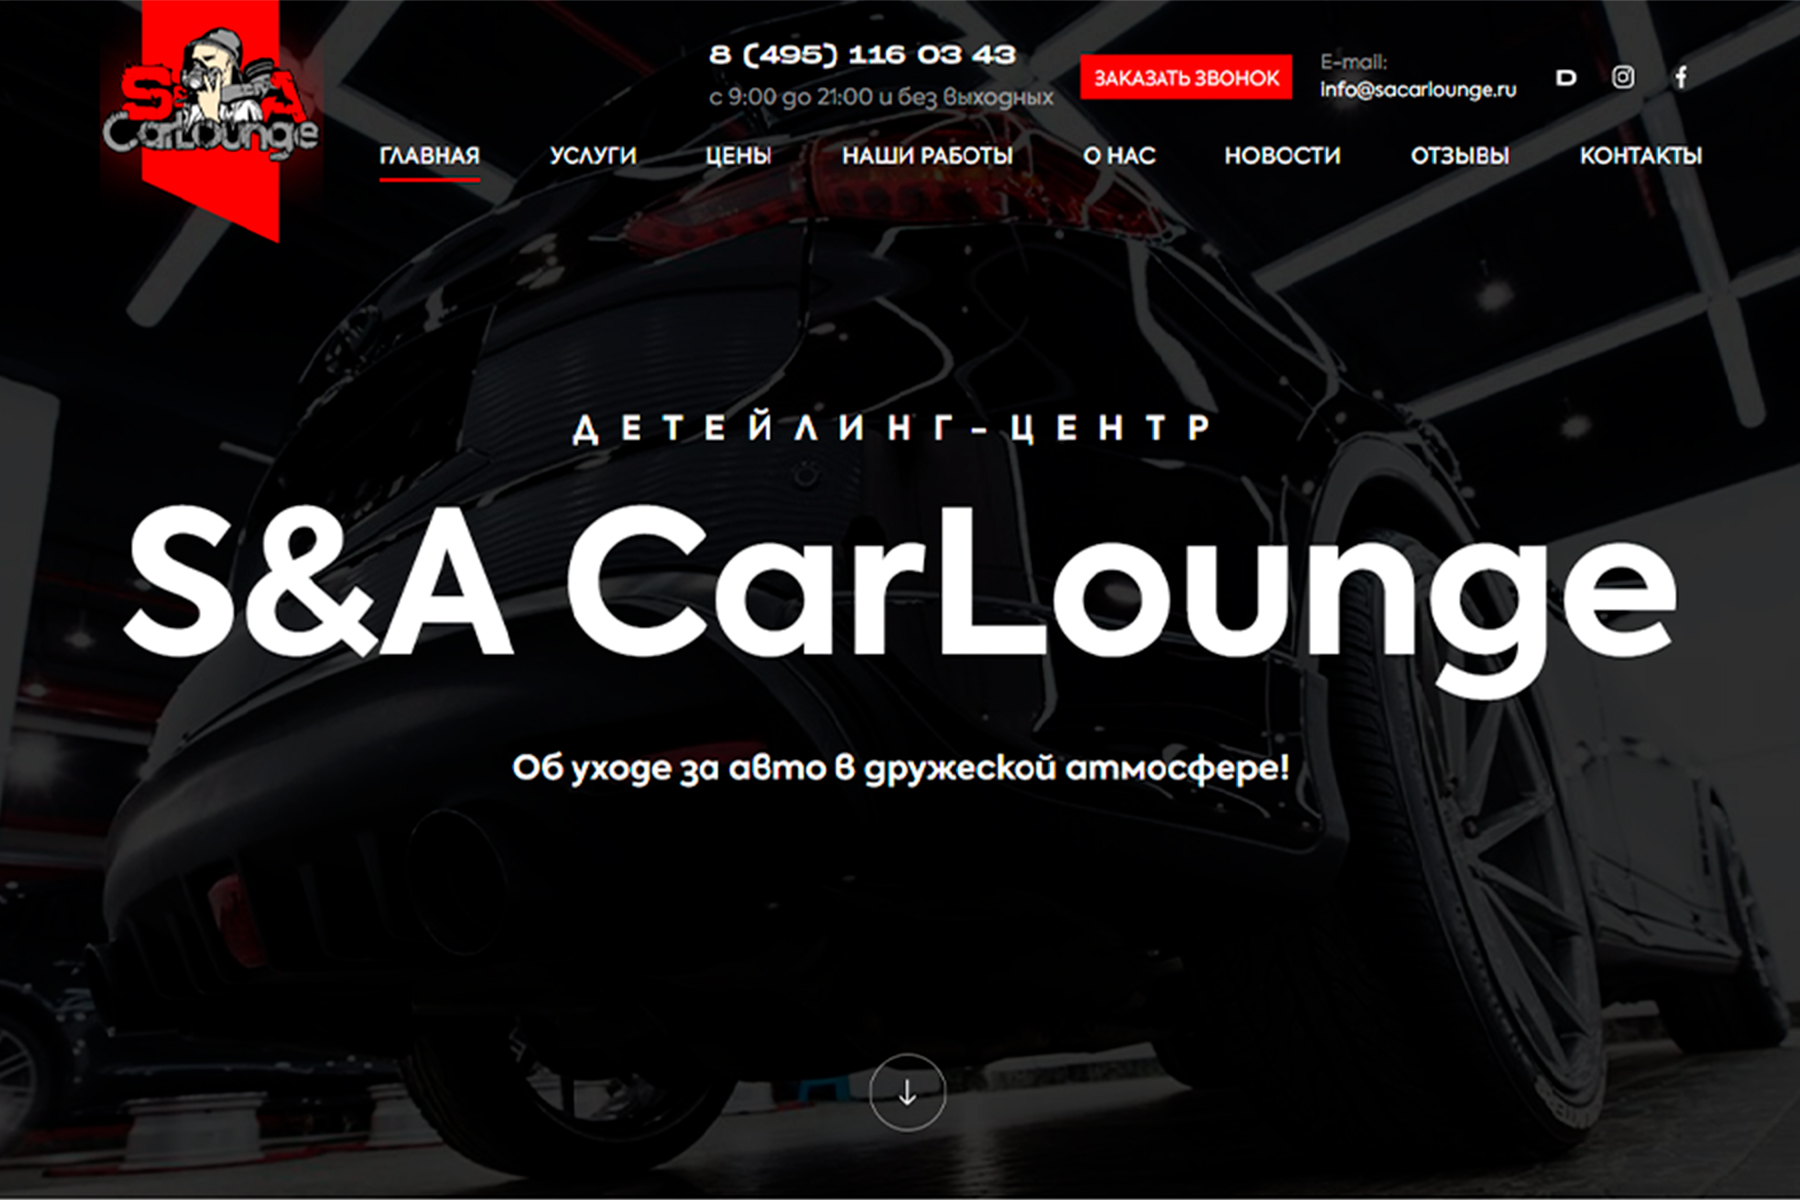 S&A
CarLounge
8 (495) 116 03 43
с 9:00 до 21:00 и без выходных
ЗАКАЗАТЬ ЗВОНОК
E-mail:
info@sacarlounge.ru
ГЛАВНАЯ УСЛУГИ ЦЕНЫ НАШИ РАБОТЫ О НАС НОВОСТИ ОТЗЫВЫ КОНТАКТЫ
ДЕТЕЙЛИНГ-ЦЕНТР
S&A CarLounge
Об уходе за авто в дружеской атмосфере!